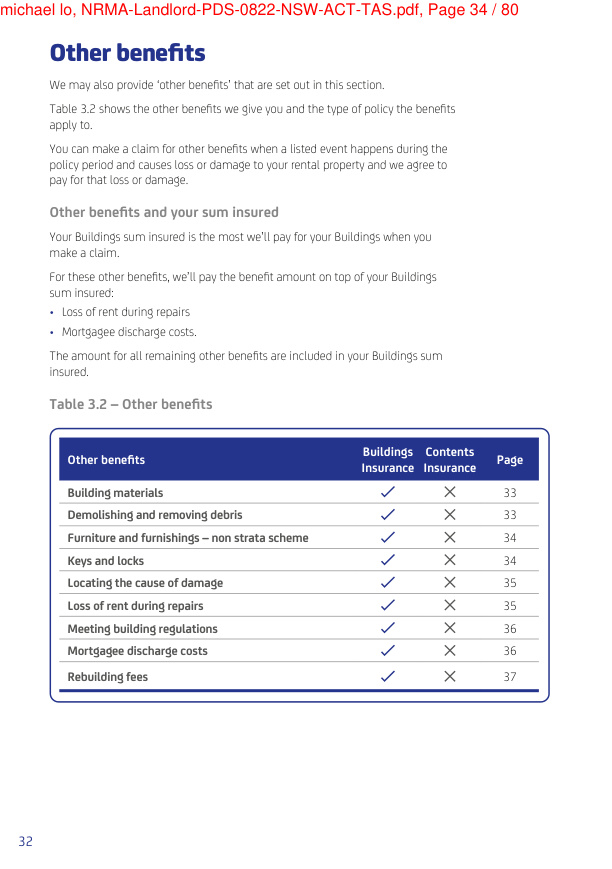 michael lo, NRMA-Landlord-PDS-0822-NSW-ACT-TAS.pdf, Page 34 / 80
Other benefits
We may also provide ‘other benefits’ that are set out in this section.
Table 3.2 shows the other benefits we give you and the type of policy the benefits
apply to.
You can make a claim for other benefits when a listed event happens during the
policy period and causes loss or damage to your rental property and we agree to
pay for that loss or damage.
Other benefits and your sum insured
Your Buildings sum insured is the most we’ll pay for your Buildings when you
make a claim.
For these other benefits, we’ll pay the benefit amount on top of your Buildings
sum insured:
• Loss of rent during repairs
• Mortgagee discharge costs.
The amount for all remaining other benefits are included in your Buildings sum
insured.
Table 3.2 – Other benefits
Other benefits Buildings Insurance Contents Insurance Page
Building materials ✓ ✕ 33
Demolishing and removing debris ✓ ✕ 33
Furniture and furnishings – non strata scheme ✓ ✕ 34
Keys and locks ✓ ✕ 34
Locating the cause of damage ✓ ✕ 35
Loss of rent during repairs ✓ ✕ 35
Meeting building regulations ✓ ✕ 36
Mortgagee discharge costs ✓ ✕ 36
Rebuilding fees ✓ ✕ 37
32